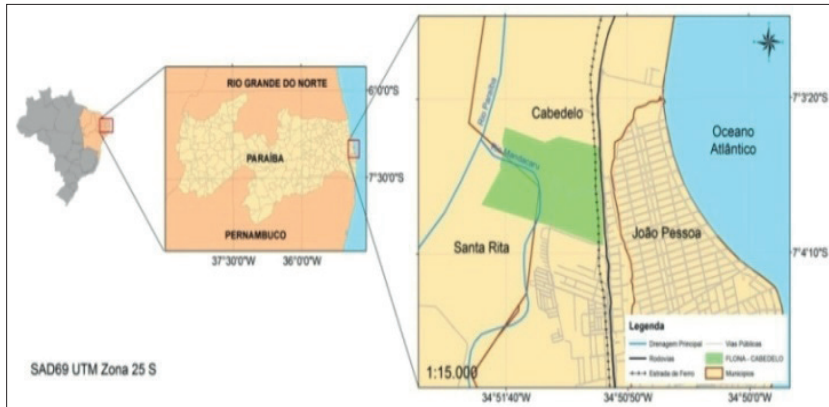 RIO GRANDE DO NORTE
PARAÍBA
PERNAMBUCO
6°0'0"S
7°30'0"S
37°30'0"W
36°0'0"W
SAD69 UTM Zona 25 S
Rio Paraíba
Cabedelo
Rio Mandacaru
Santa Rita
João Pessoa
Oceano
Atlântico
7°3'20"S
7°4'10"S
Legenda
Drenagem Principal
Vias Públicas
Rodovias
FLONA - CABEDELO
Estrada de Ferro
Municípios
1:15.000
34°51'40"W
34°50'50"W
34°50'0"W